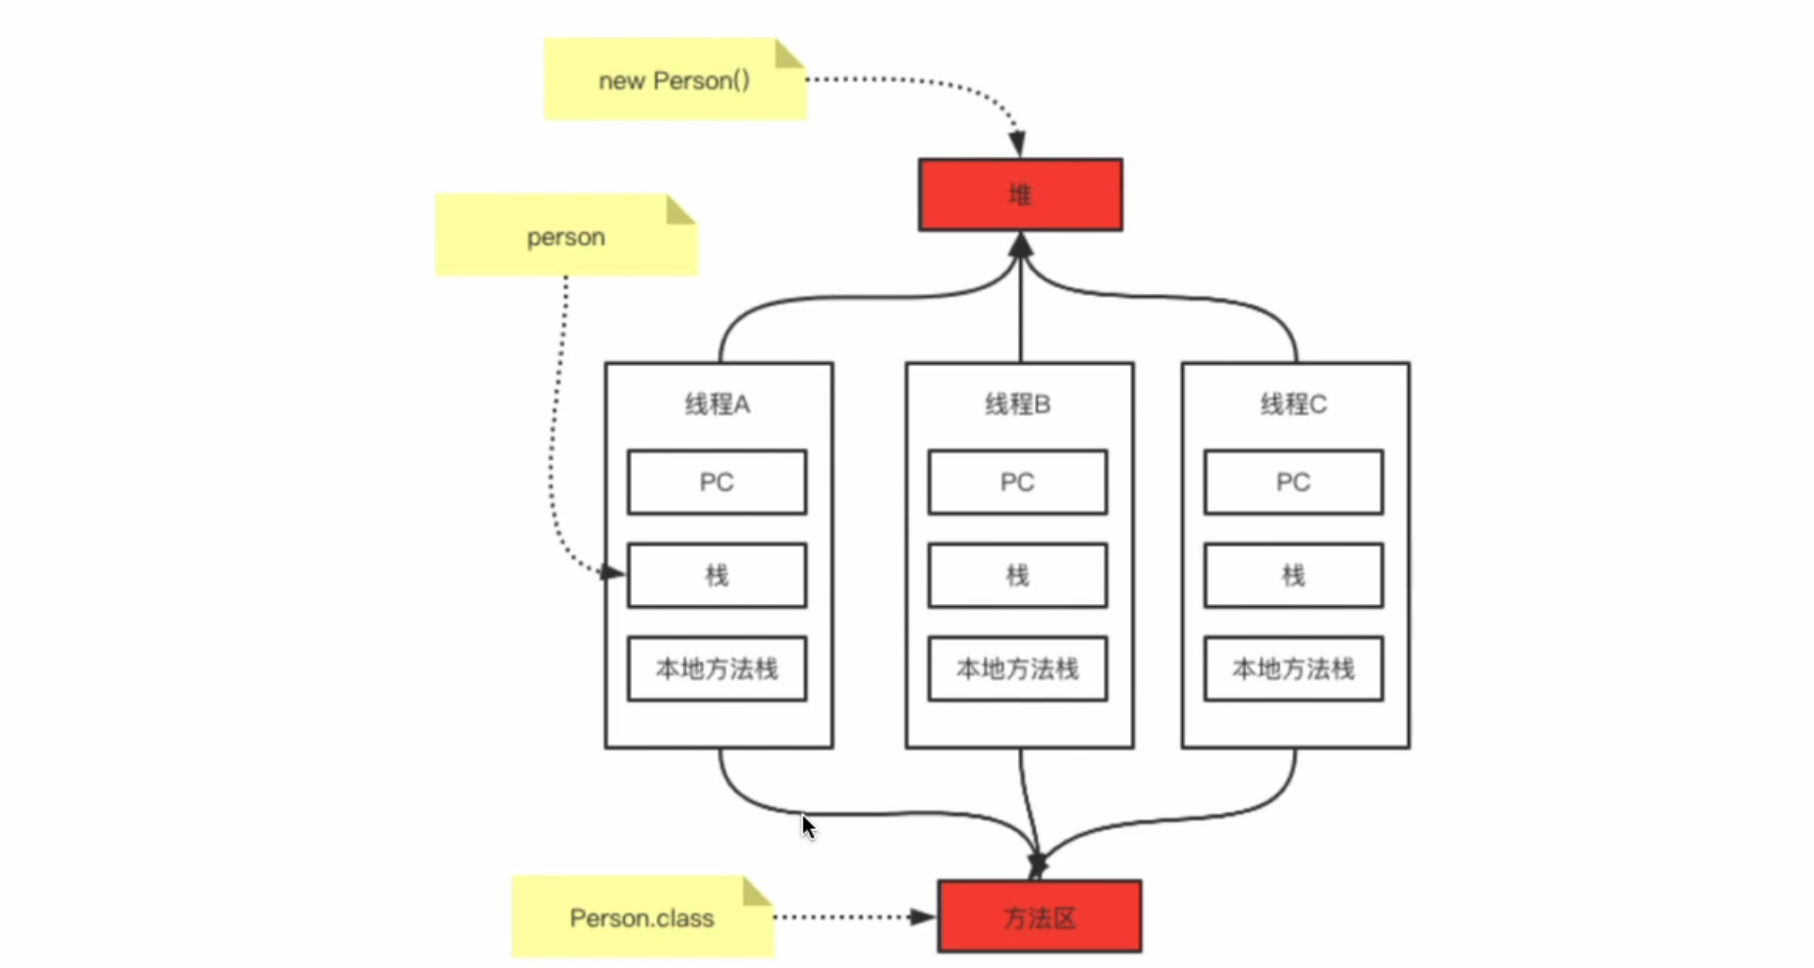 new Person()
堆
person
线程A
PC
栈
本地方法栈
线程B
PC
栈
本地方法栈
线程C
PC
栈
本地方法栈
Person.class
方法区